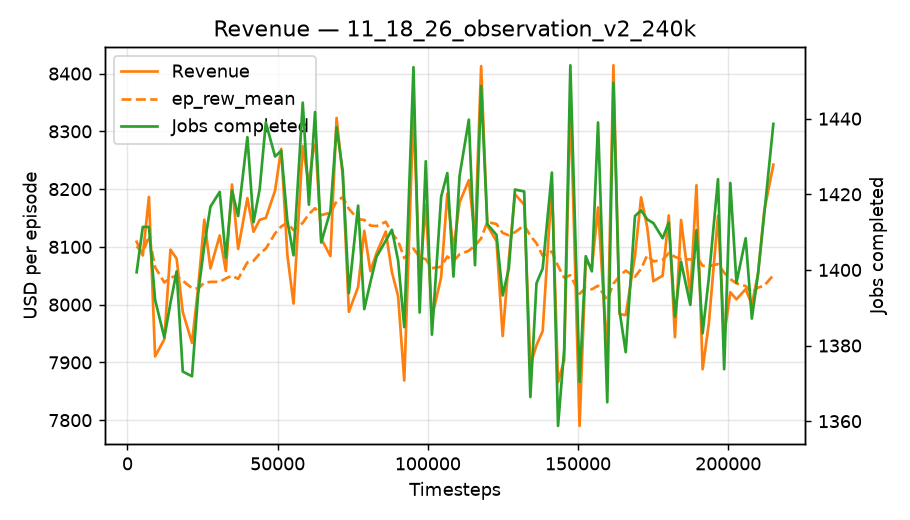 Revenue — 11_18_26_observation_v2_240k
Revenue
ep_rew_mean
Jobs completed
USD per episode
8400
8300
8200
8100
8000
7900
7800
1440
1420
1400
1380
1360
Jobs completed
0
50000
100000
150000
200000
Timesteps